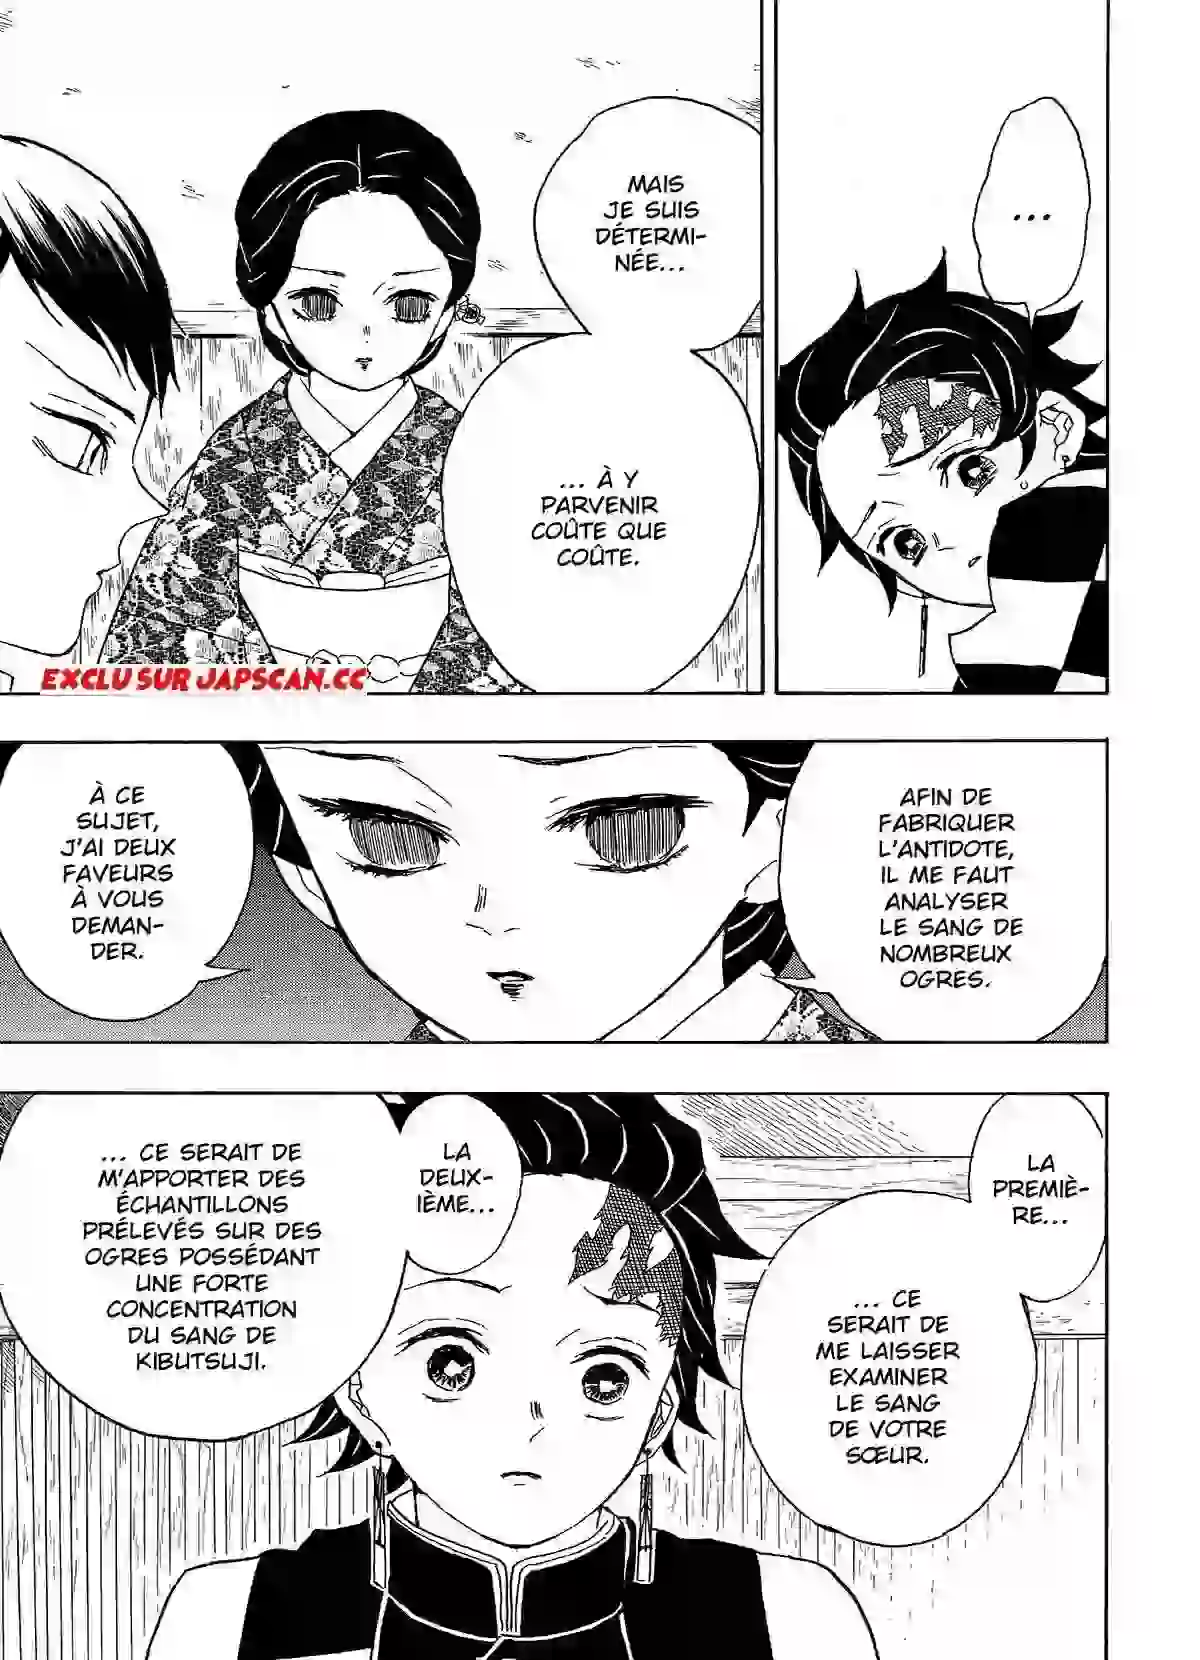 ...
MAIS
JE SUIS
DÉTERMI-
NÉE...
... À Y
PARVENIR
COÛTE QUE
COÛTE.
EXCLU SUR JAPSCAN.CC
AFIN DE
FABRIQUER
L'ANTIDOTE,
IL ME FAUT
ANALYSER
LE SANG DE
NOMBREUX
OGRES.
À CE
SUJET,
J'AI DEUX
FAVEURS
À VOUS
DEMAN-
DER.
LA
PREMIÈ-
RE...
... CE
SERAIT DE
ME LAISSER
EXAMINER
LE SANG
DE VOTRE
SŒUR.
LA
DEUX-
IÈME...
... CE SERAIT DE
M'APPORTER DES
ÉCHANTILLONS
PRÉLEVÉS SUR DES
OGRES POSSÉDANT
UNE FORTE
CONCENTRATION
DU SANG DE
KIBUTSUJI.